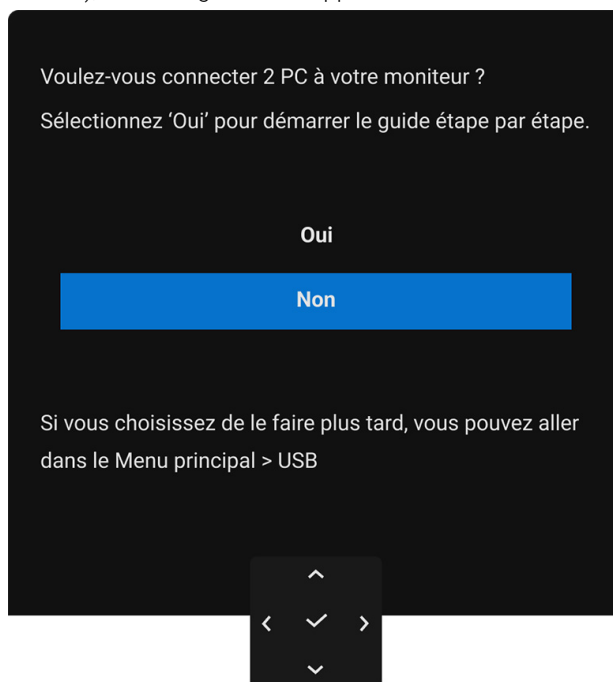 Voulez-vous connecter 2 PC à votre moniteur ?
Sélectionnez ‘Oui’ pour démarrer le guide étape par étape.
Oui
Non
Si vous choisissez de le faire plus tard, vous pouvez aller
dans le Menu principal > USB